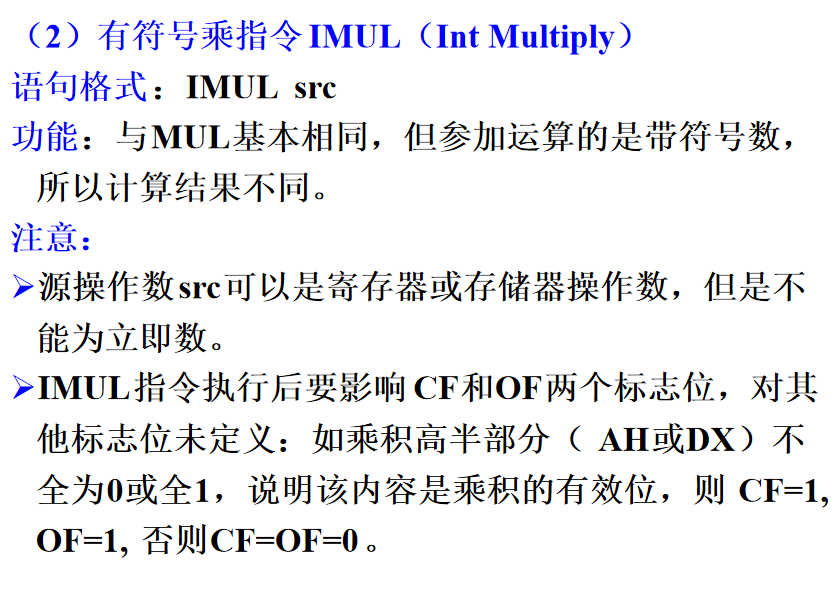 （2）有符号乘指令IMUL（Int Multiply）
语句格式：IMUL src
功能：与MUL基本相同，但参加运算的是带符号数，
所以计算结果不同。
注意：
➢源操作数src可以是寄存器或存储器操作数，但是不
能为立即数。
➢IMUL指令执行后要影响CF和OF两个标志位，对其
他标志位未定义：如乘积高半部分（ AH或DX）不
全为0或全1，说明该内容是乘积的有效位，则 CF=1,
OF=1, 否则CF=OF=0。